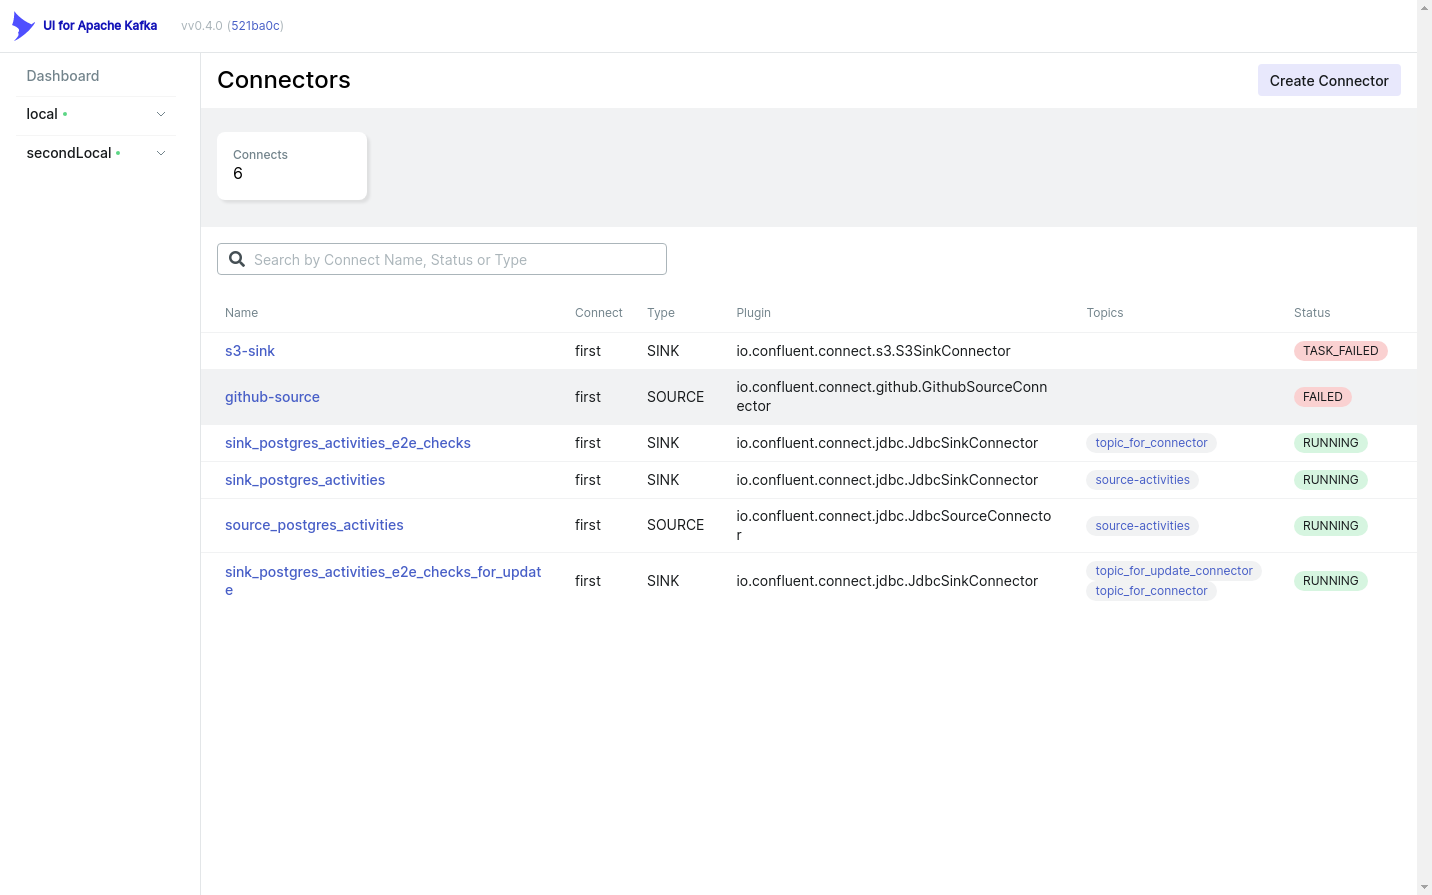 UI for Apache Kafka
vv0.4.0 (521ba0c)
Dashboard
local
secondLocal
Connectors
Create Connector
Connects
6
Search by Connect Name, Status or Type
Name Connect Type Plugin Topics Status
s3-sink first SINK io.confluent.connect.s3.S3SinkConnector TASK_FAILED
github-source first SOURCE io.confluent.connect.github.GithubSourceConn
ector FAILED
sink_postgres_activities_e2e_checks first SINK io.confluent.connect.jdbc.JdbcSinkConnector topic_for_connector RUNNING
sink_postgres_activities first SINK io.confluent.connect.jdbc.JdbcSinkConnector source-activities RUNNING
source_postgres_activities first SOURCE io.confluent.connect.jdbc.JdbcSourceConnecto
r source-activities RUNNING
sink_postgres_activities_e2e_checks_for_updat
e first SINK io.confluent.connect.jdbc.JdbcSinkConnector topic_for_update_connector
topic_for_connector RUNNING